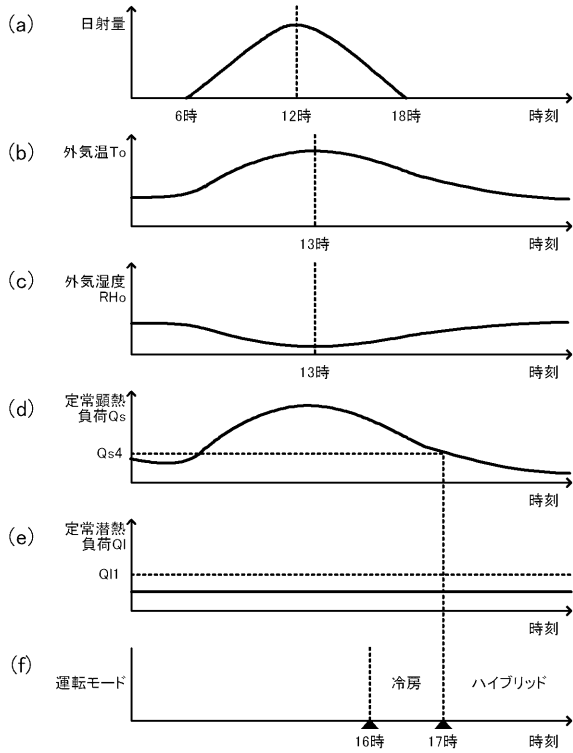 (a)
日射量
6時
12時
18時
時刻
(b)
外気温To
13時
時刻
(c)
外気湿度
RHo
13時
時刻
(d)
定常顕熱
負荷Qs
Qs4
時刻
(e)
定常潜熱
負荷Ql
Ql1
時刻
(f)
運転モード
冷房
ハイブリッド
16時
17時
時刻